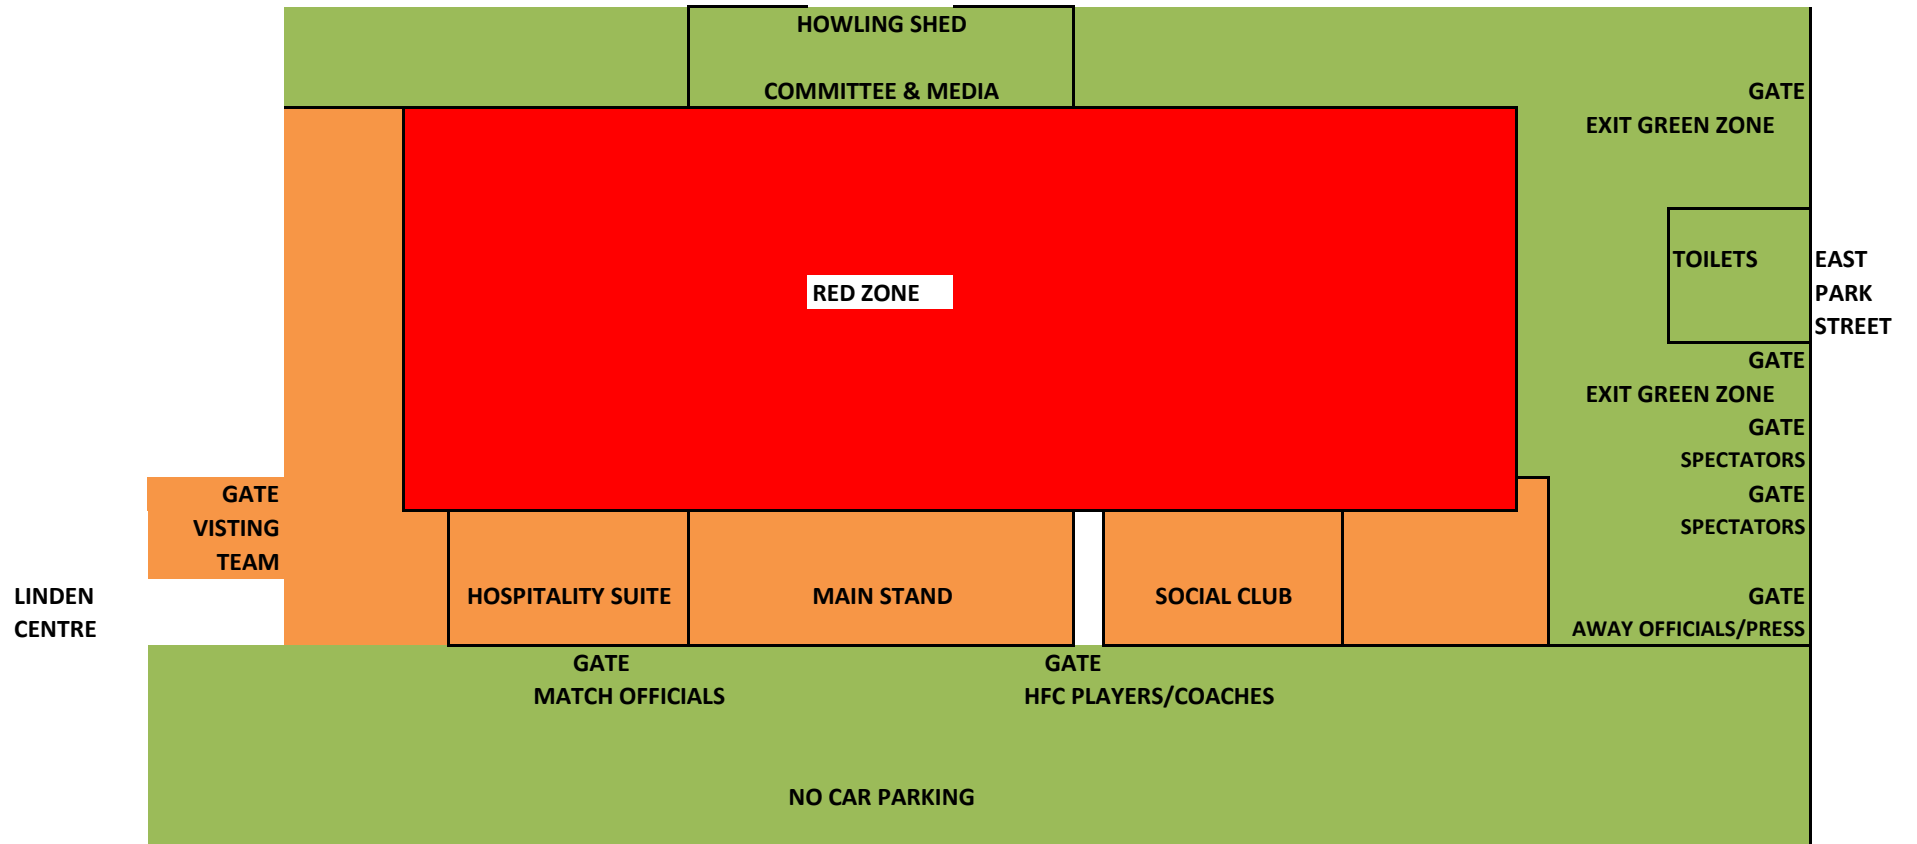 HOWLING SHED
COMMITTEE & MEDIA
GATE
EXIT GREEN ZONE
TOILETS
EAST
RED ZONE
PARK
STREET
GATE
EXIT GREEN ZONE
GATE
SPECTATORS
GATE
GATE
VISTING
SPECTATORS
TEAM
LINDEN
HOSPITALITY SUITE
MAIN STAND
SOCIAL CLUB
GATE
CENTRE
AWAY OFFICIALS/PRESS
GATE
GATE
MATCH OFFICIALS
HFC PLAYERS/COACHES
NO CAR PARKING